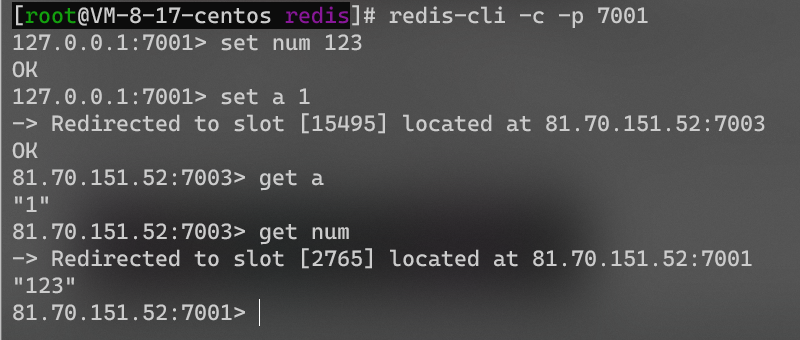 [root@VM-8-17-centos redis]# redis-cli -c -p 7001
127.0.0.1:7001> set num 123
OK
127.0.0.1:7001> set a 1
-> Redirected to slot [15495] located at 81.70.151.52:7003
OK
81.70.151.52:7003> get a
"1"
81.70.151.52:7003> get num
-> Redirected to slot [2765] located at 81.70.151.52:7001
"123"
81.70.151.52:7001>